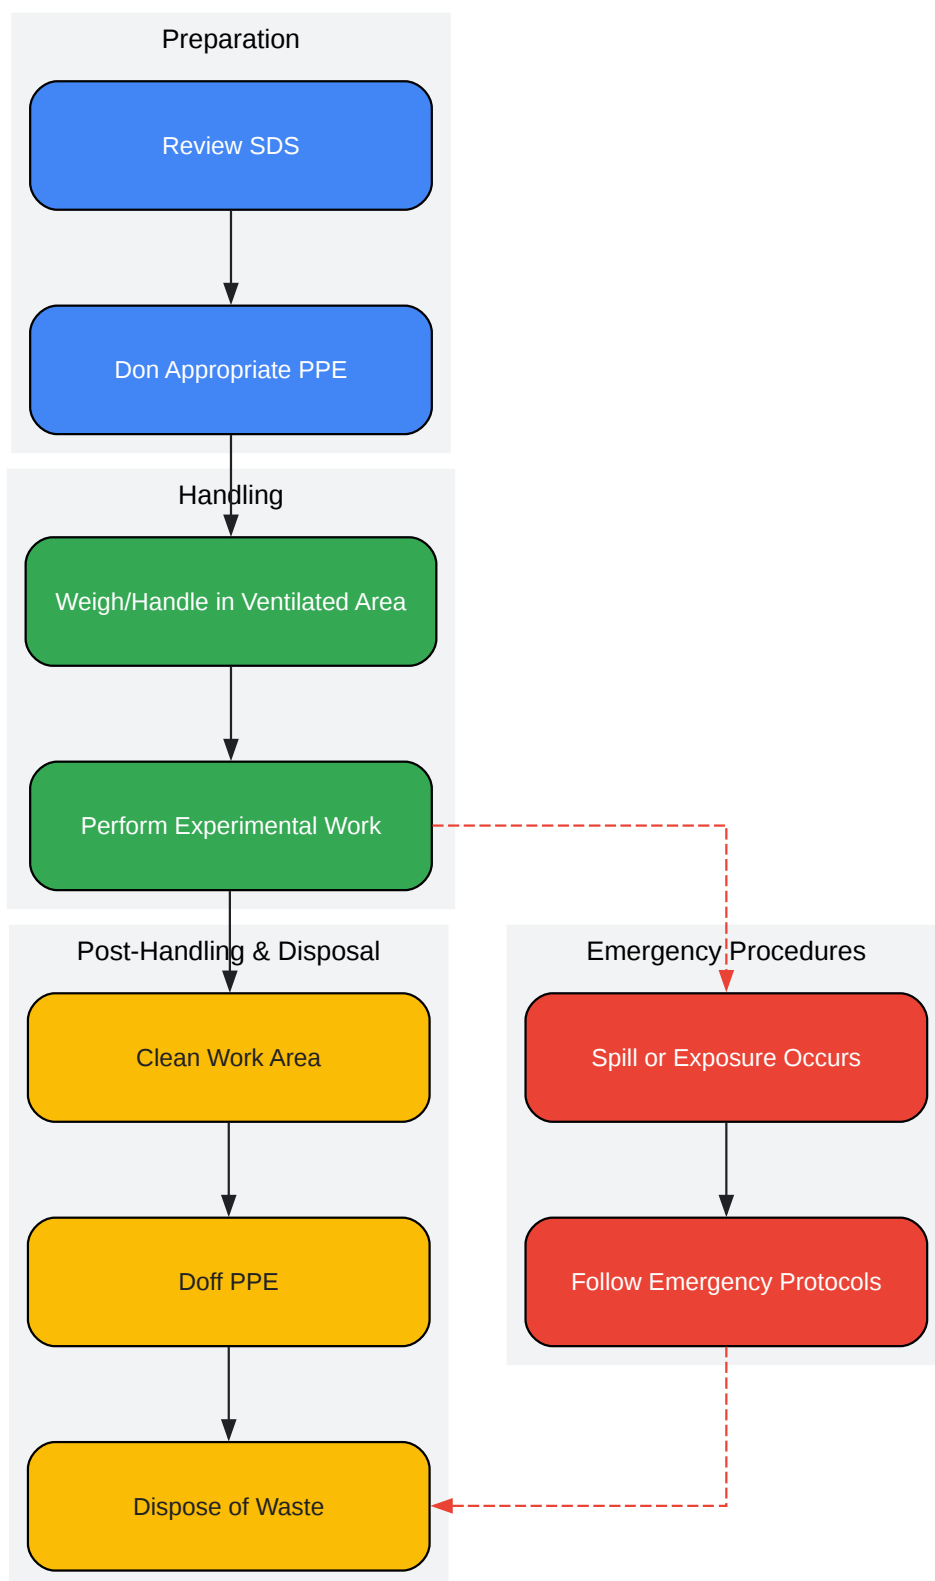 Preparation
Review SDS
Don Appropriate PPE
Handling
Weigh/Handle in Ventilated Area
Perform Experimental Work
Post-Handling & Disposal
Clean Work Area
Doff PPE
Dispose of Waste
Emergency Procedures
Spill or Exposure Occurs
Follow Emergency Protocols